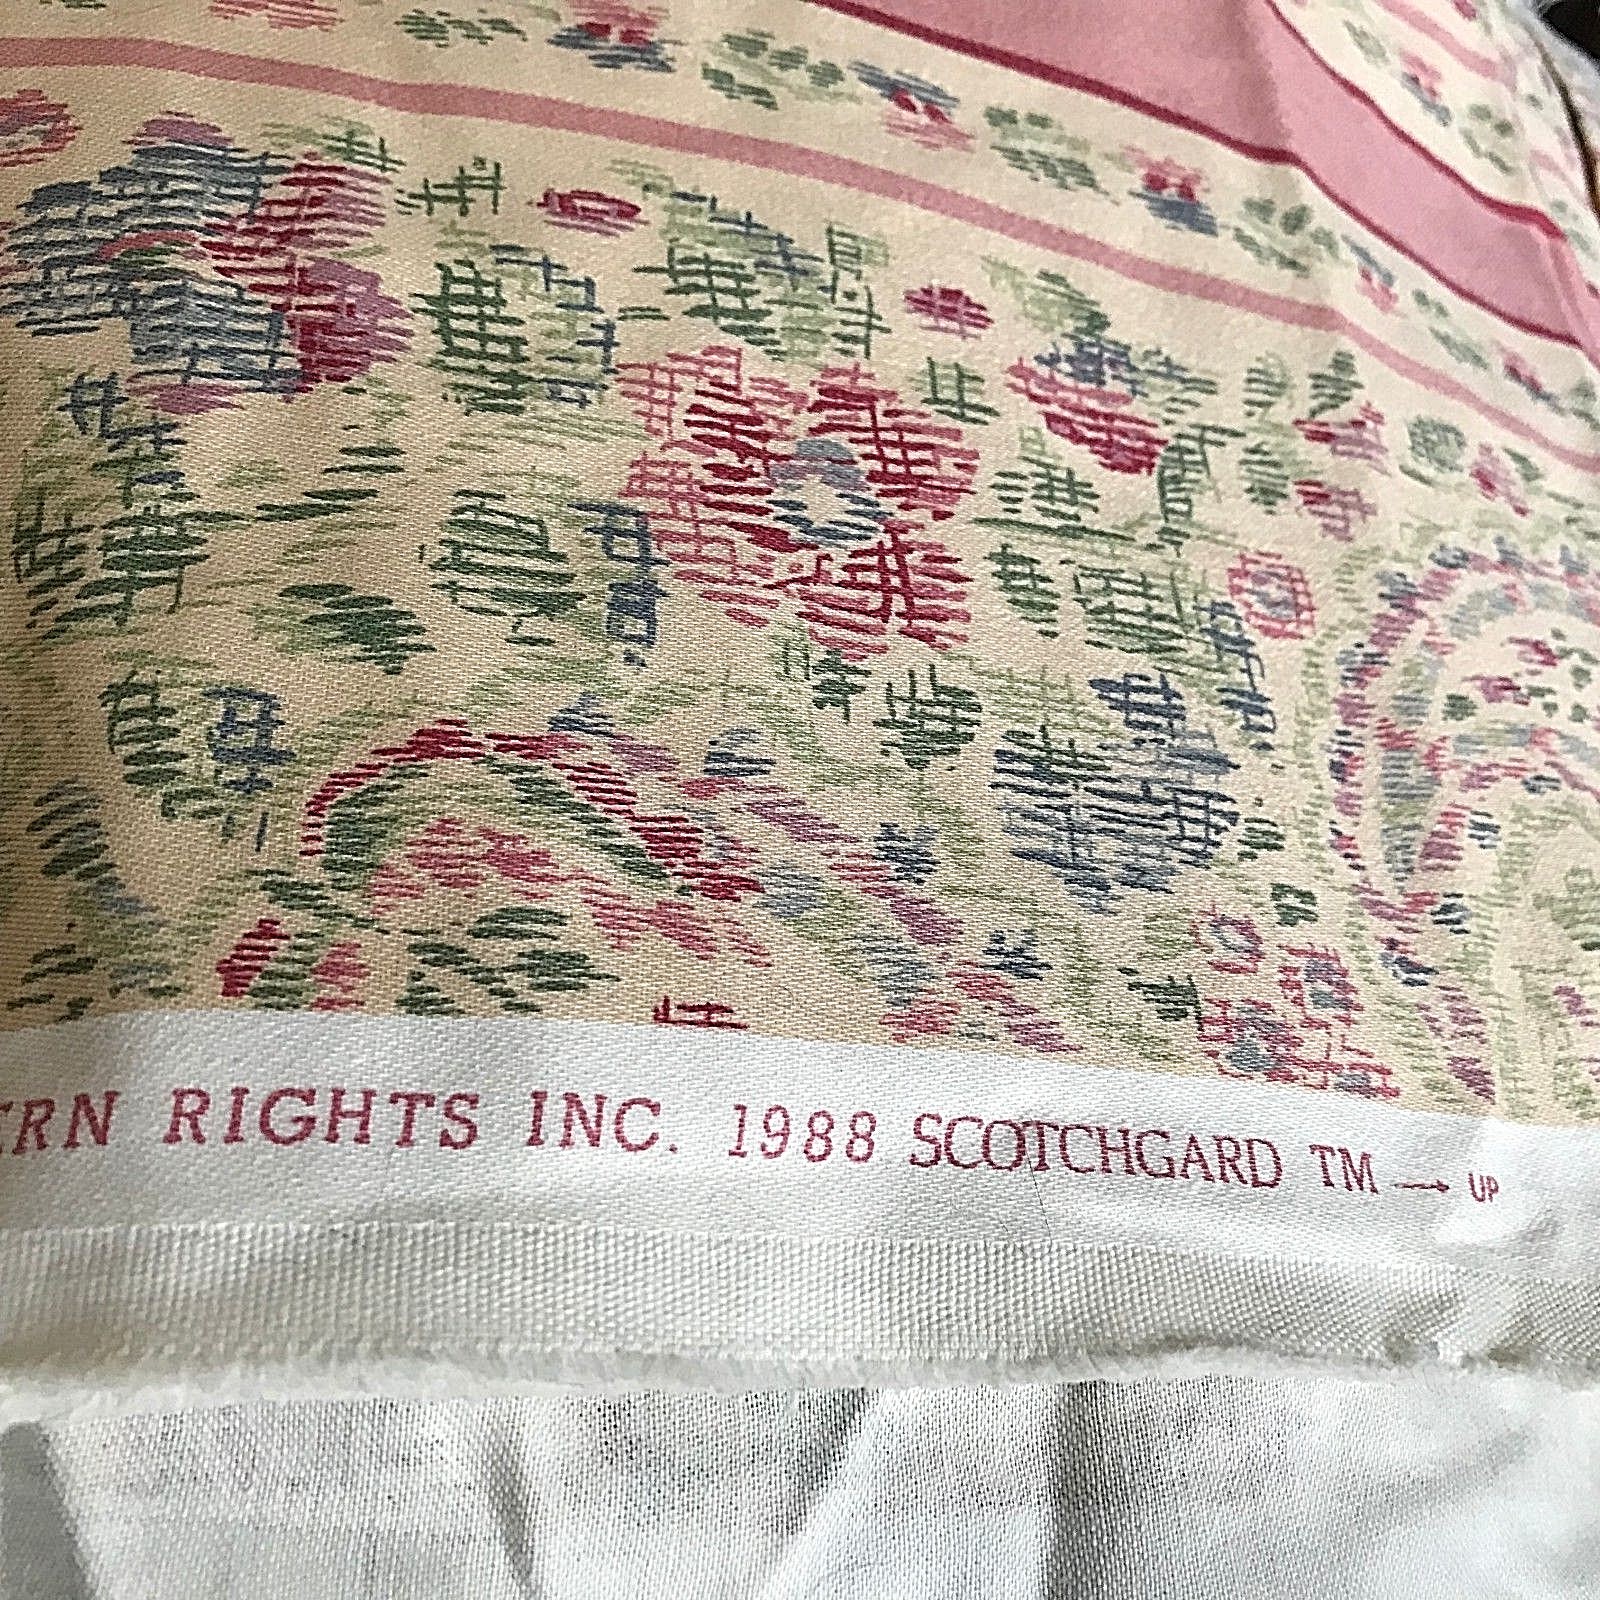 RIGHTS INC. 1988 SCOTCHGARD TM → UP